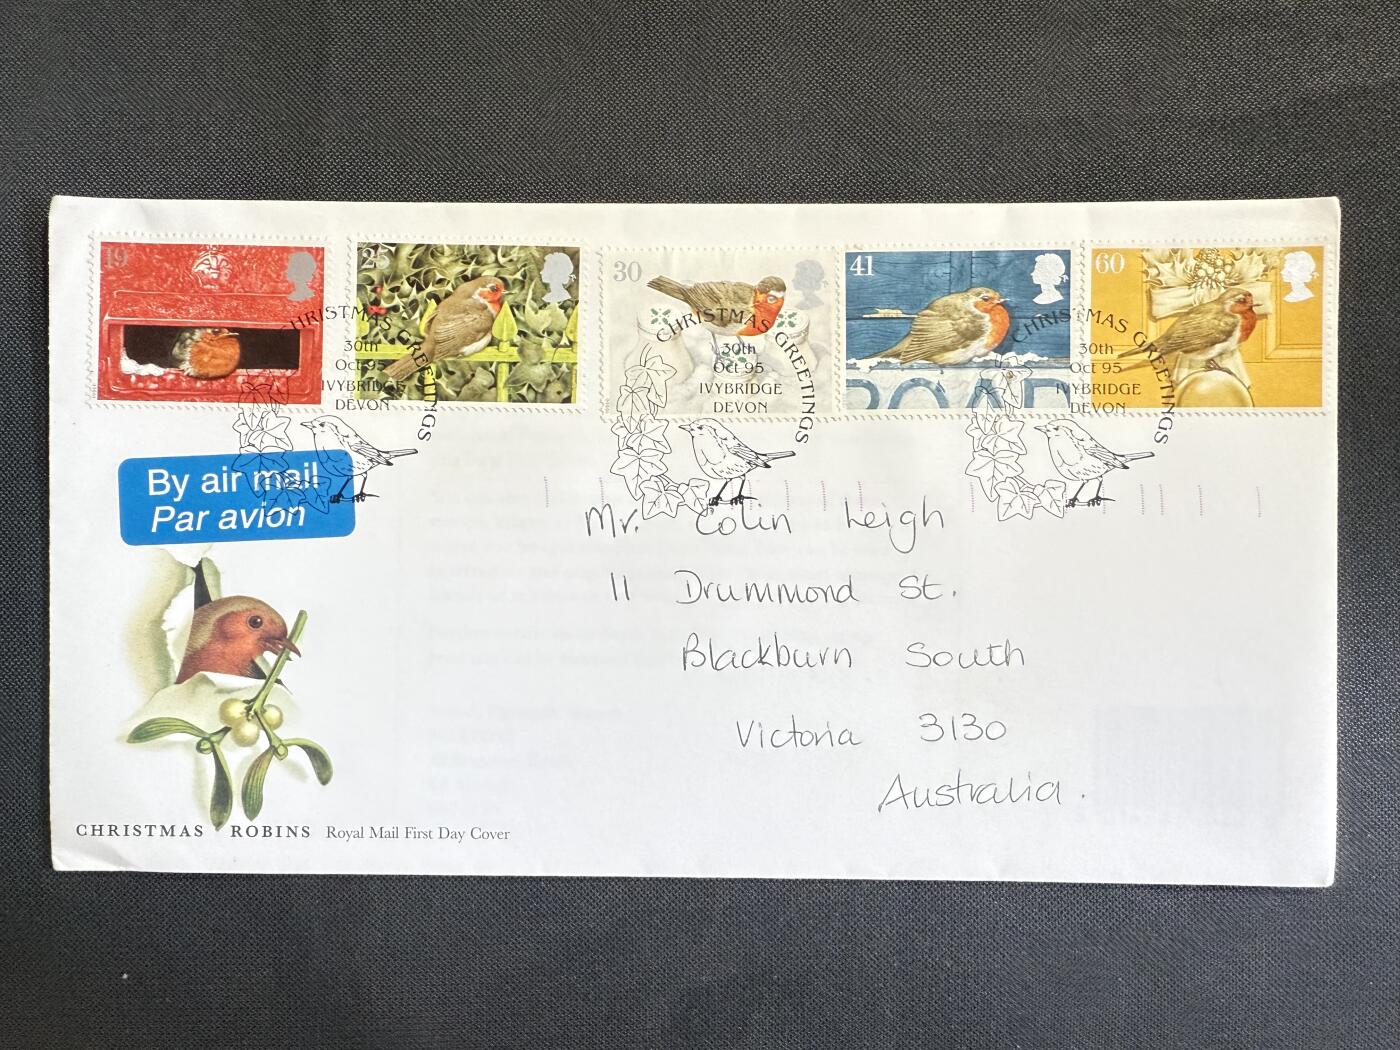 19
25
30
41
60
ROAD
CHRISTMAS GREETINGS
30th
Oct 95
IVYBRIDGE
DEVON
CHRISTMAS GREETINGS
30th
Oct 95
IVYBRIDGE
DEVON
CHRISTMAS GREETINGS
30th
Oct 95
IVYBRIDGE
DEVON
By air mail
Par avion
Mr. Colin Leigh
11 Drummond St.
Blackburn South
Victoria 3130
Australia.
CHRISTMAS ROBINS Royal Mail First Day Cover